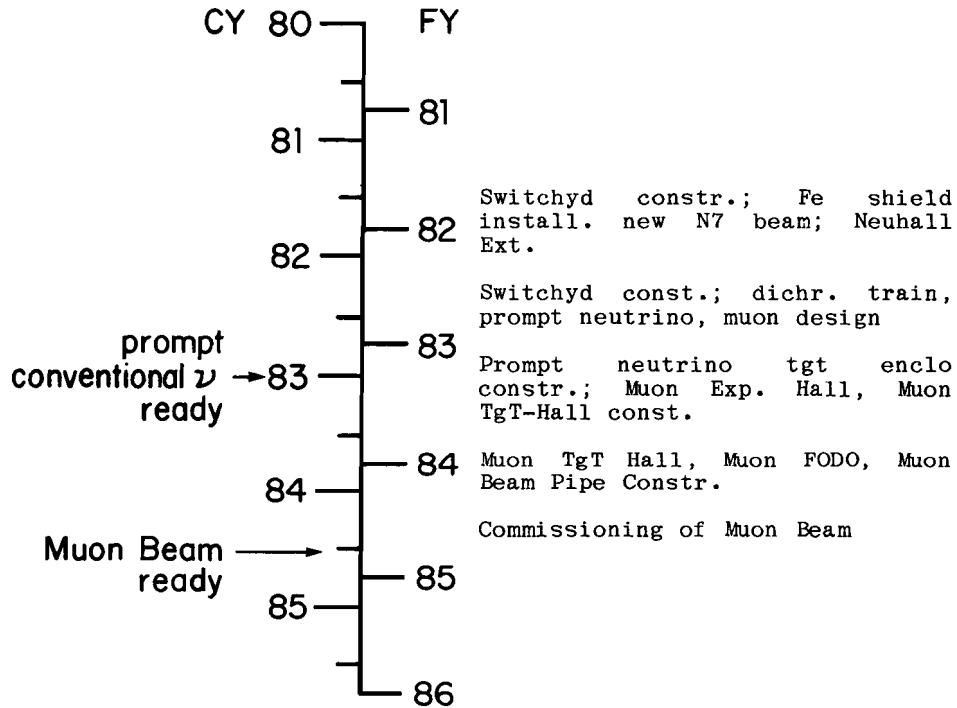 CY 80 FY
81
81
Switchyd constr.; Fe shield
install. new N7 beam; Neuhall
Ext.
82
82
Switchyd const.; dichr. train,
prompt neutrino, muon design
83
prompt
conventional ν
ready
83
Prompt neutrino tgt enclo
constr.; Muon Exp. Hall, Muon
TgT-Hall const.
84
Muon TgT Hall, Muon FODO, Muon
Beam Pipe Constr.
84
Commissioning of Muon Beam
Muon Beam
ready
85
85
86